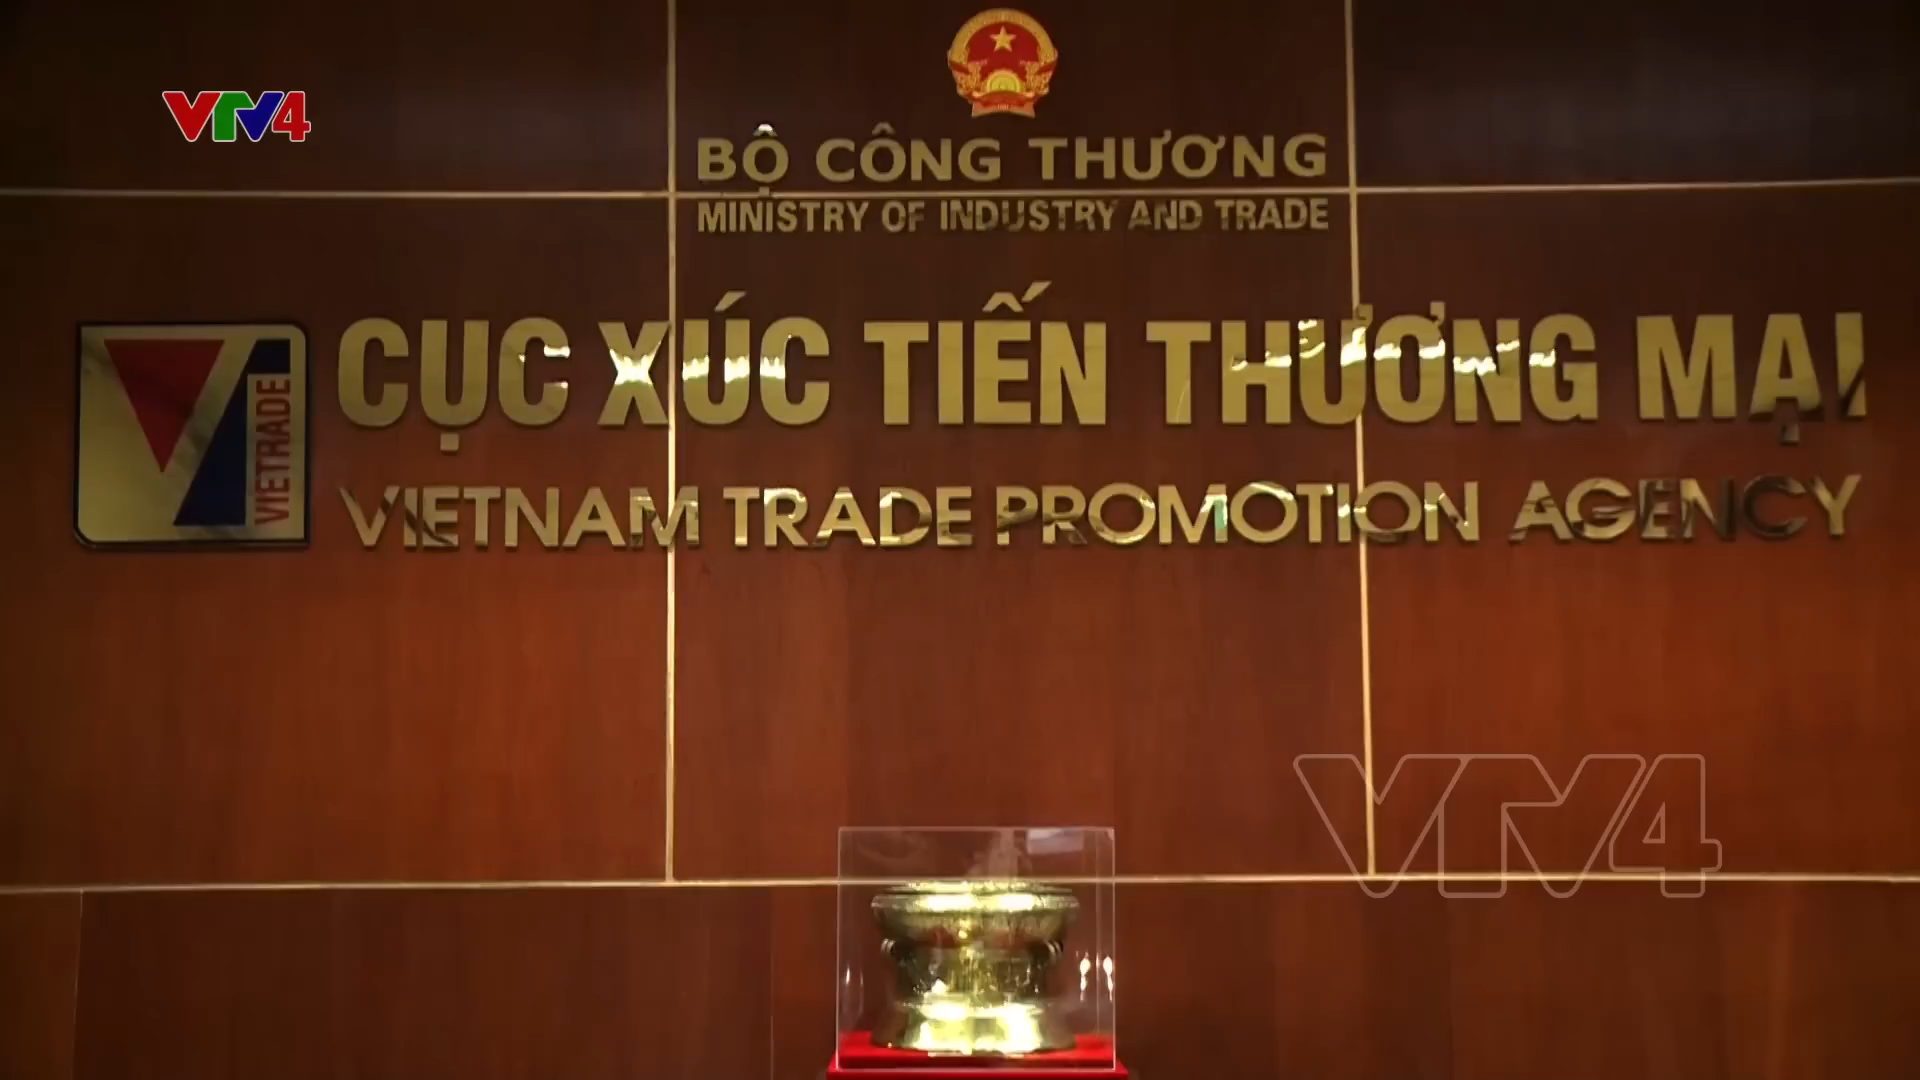 VTV4
BỘ CÔNG THƯƠNG
MINISTRY OF INDUSTRY AND TRADE
CỤC XÚC TIẾN THƯƠNG MẠI
VIETRADE
VIETNAM TRADE PROMOTION AGENCY
VTV4